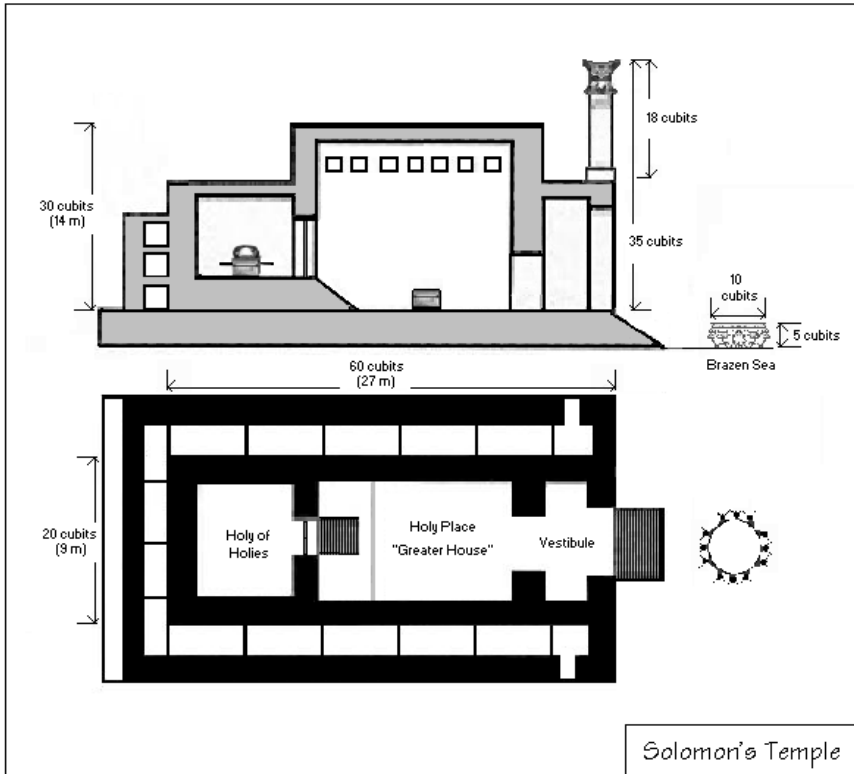 18 cubits
30 cubits
(14 m)
35 cubits
10
cubits
5 cubits
Brazen Sea
60 cubits
(27 m)
20 cubits
(9 m)
Holy of
Holies
Holy Place
"Greater House"
Vestibule
Solomon's Temple